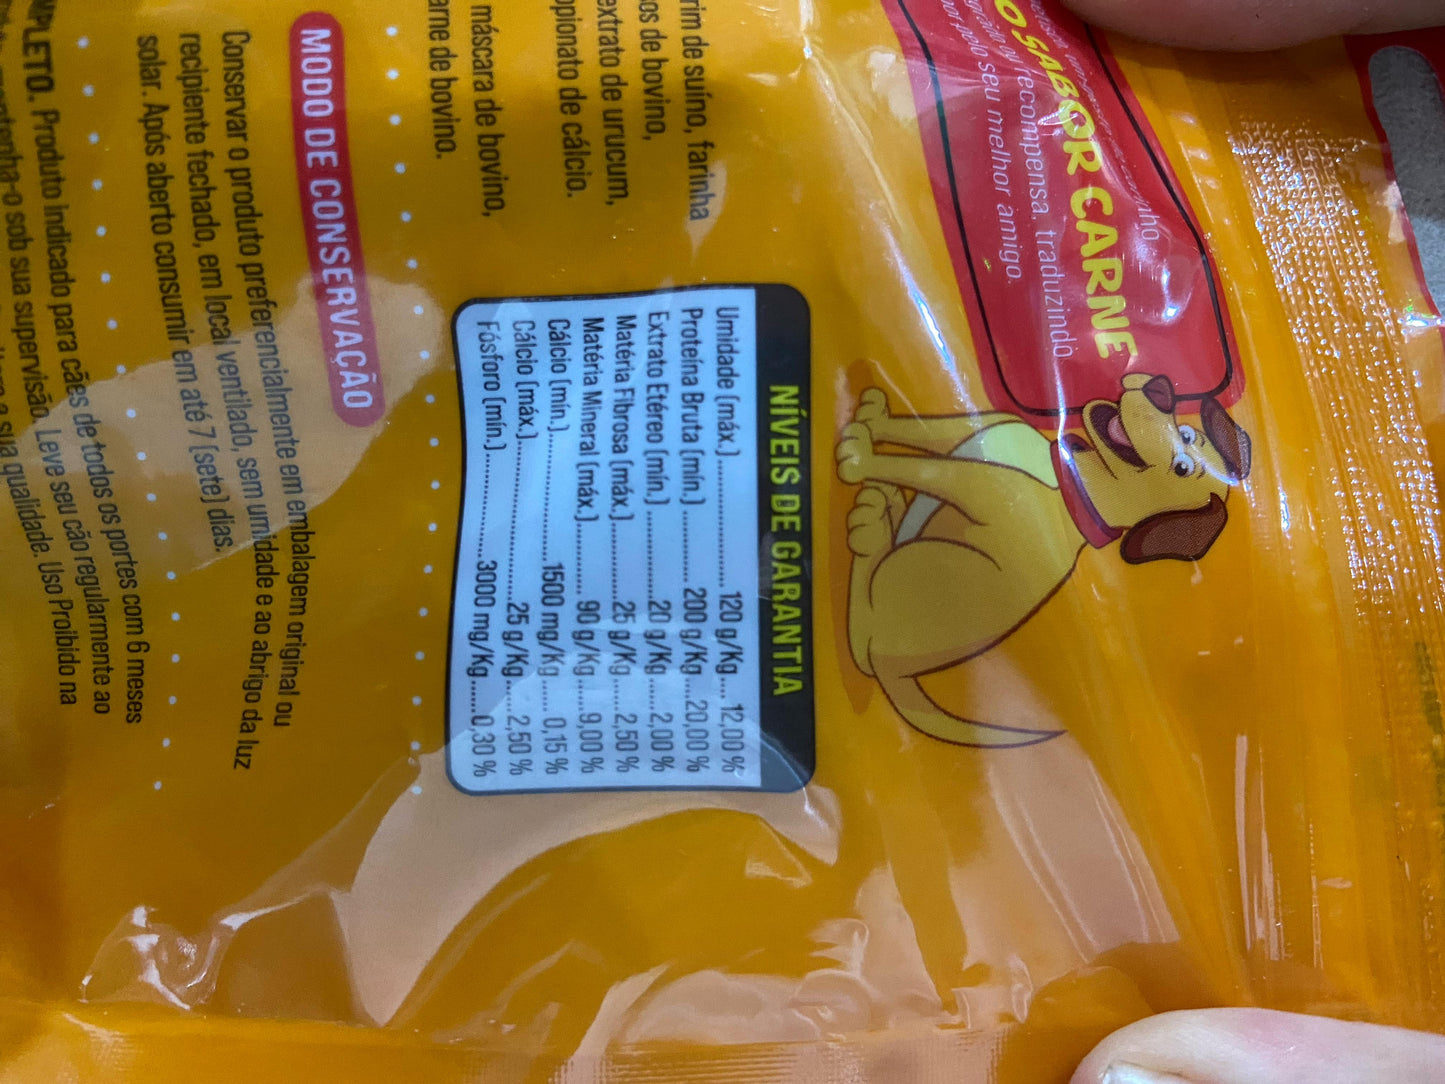 O SABOR CARNE
recompensa, traduzindo
pelo seu melhor amigo.
rim de suíno, farinha
os de bovino,
extrato de urucum,
pionato de cálcio.
máscara de bovino,
arne de bovino.
NÍVEIS DE GARANTIA
Umidade (máx.) 120 g/Kg 12,00 %
Proteína Bruta (mín.) 200 g/Kg 20,00 %
Extrato Etéreo (mín.) 20 g/Kg 2,00 %
Matéria Fibrosa (máx.) 25 g/Kg 2,50 %
Matéria Mineral (máx.) 90 g/Kg 9,00 %
Cálcio (mín.) 1500 mg/Kg 0,15 %
Cálcio (máx.) 25 g/Kg 2,50 %
Fósforo (mín.) 3000 mg/Kg 0,30 %
MODO DE CONSERVAÇÃO
Conservar o produto preferencialmente em embalagem original ou
recipiente fechado, em local ventilado, sem umidade e ao abrigo da luz
solar. Após aberto consumir em até 7 (sete) dias.
MPLETO. Produto indicado para cães de todos os portes com 6 meses
sob sua supervisão. Leve seu cão regularmente ao
a sua qualidade. Uso Proibido na